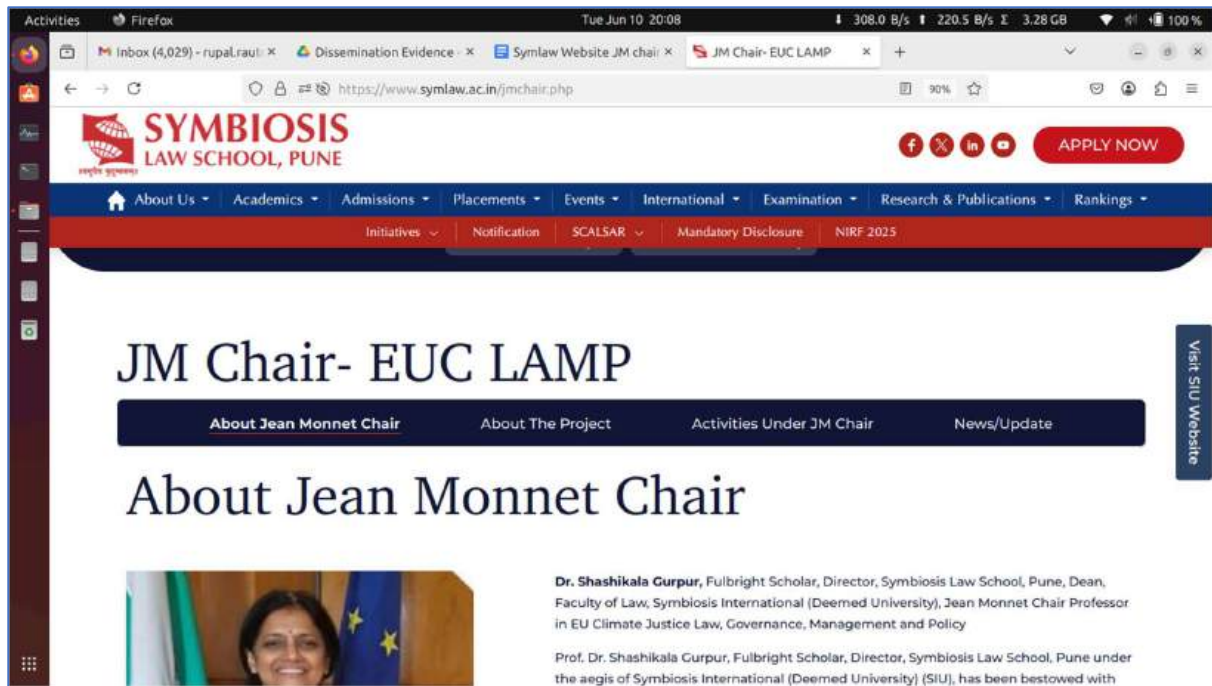 Activities Firefox Tue Jun 10 20:08 308.0 B/s 220.5 B/s Σ 3.28 GB 100 %
Inbox (4,029) - rupal.raut Dissemination Evidence - Symlaw Website JM chair JM Chair- EUC LAMP
https://www.symlaw.ac.in/jmchair.php 90%
SYMBIOSIS
LAW SCHOOL, PUNE
APPLY NOW
About Us Academics Admissions Placements Events International Examination Research & Publications Rankings
Initiatives Notification SCALSAR Mandatory Disclosure NIRF 2025
JM Chair- EUC LAMP
Visit SIU Website
About Jean Monnet Chair About The Project Activities Under JM Chair News/Update
About Jean Monnet Chair
Dr. Shashikala Gurpur, Fulbright Scholar, Director, Symbiosis Law School, Pune, Dean,
Faculty of Law, Symbiosis International (Deemed University), Jean Monnet Chair Professor
in EU Climate Justice Law, Governance, Management and Policy
Prof. Dr. Shashikala Gurpur, Fulbright Scholar, Director, Symbiosis Law School, Pune under
the aegis of Symbiosis International (Deemed University) (SIU), has been bestowed with